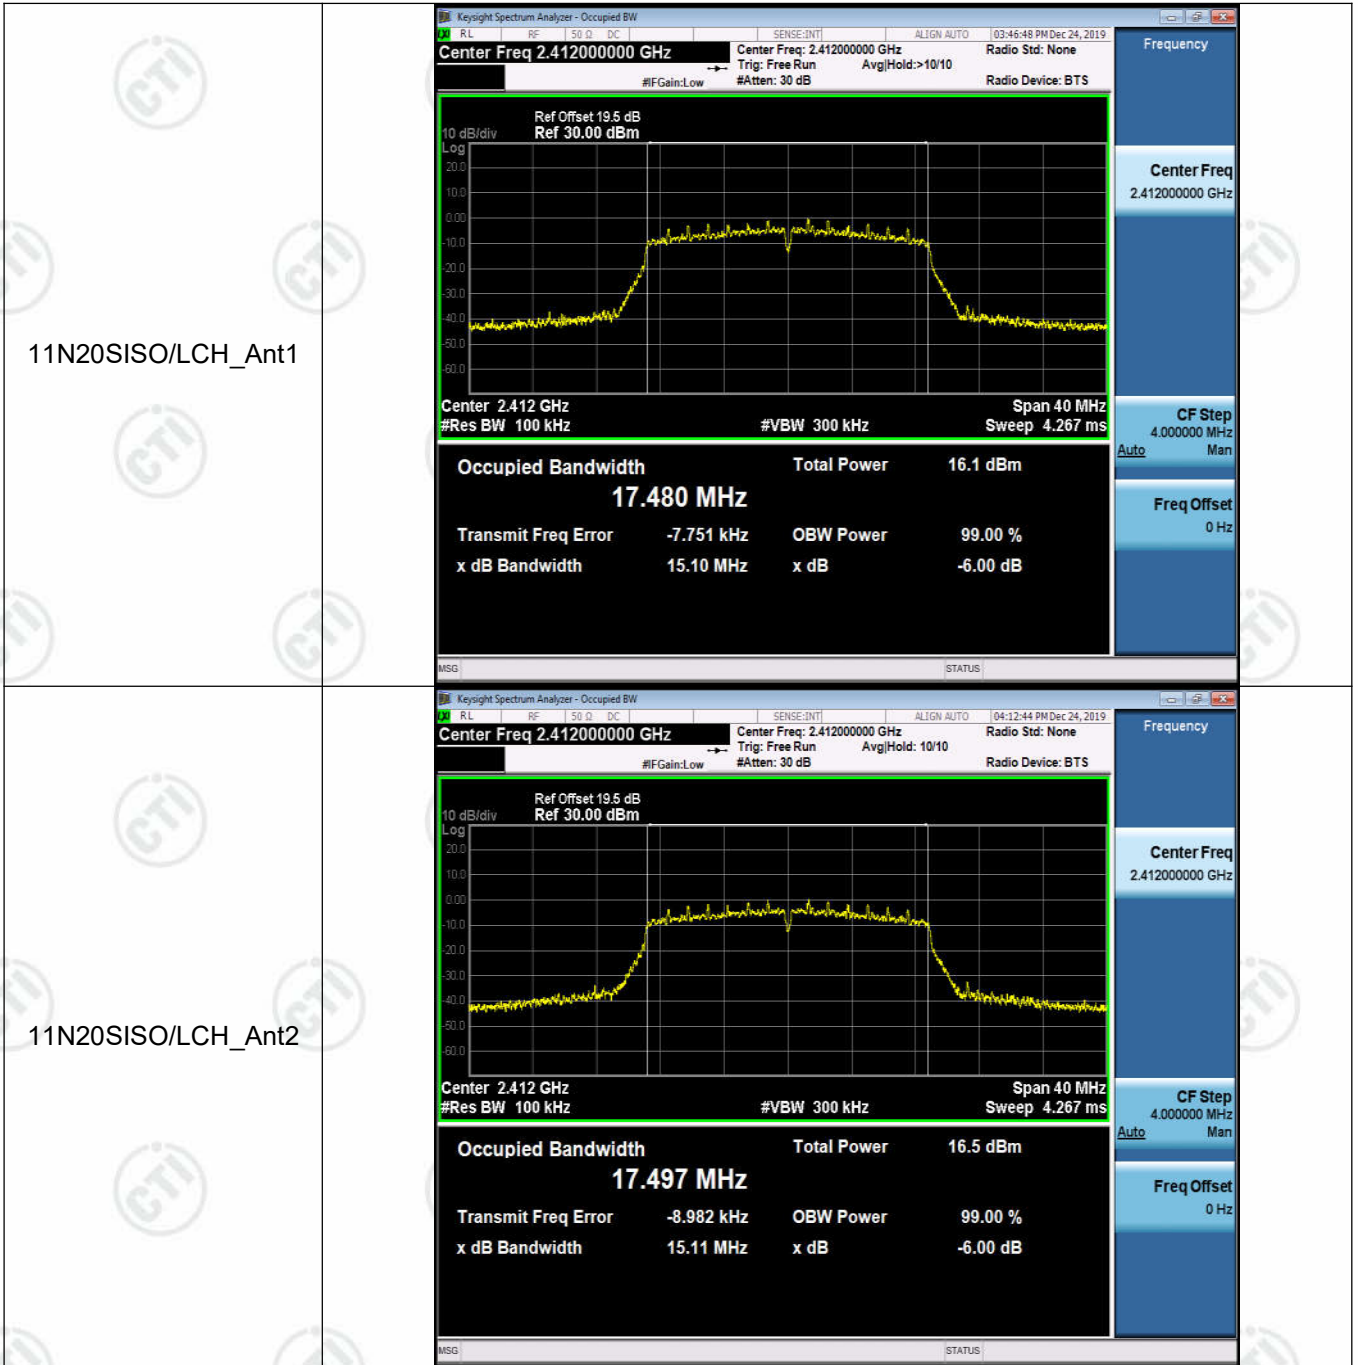 Keysight Spectrum Analyzer - Occupied BW
RL RF 50 Ω DC SENSE:INT ALIGN AUTO 03:46:48 PM Dec 24, 2019
Center Freq 2.412000000 GHz
Center Freq: 2.412000000 GHz Radio Std: None
Trig: Free Run Avg|Hold:>10/10
#IFGain:Low #Atten: 30 dB Radio Device: BTS
Frequency
Ref Offset 19.5 dB
10 dB/div Ref 30.00 dBm
Log
20.0
10.0
0.00
-10.0
-20.0
-30.0
-40.0
-50.0
-60.0
Center 2.412 GHz Span 40 MHz
#Res BW 100 kHz #VBW 300 kHz Sweep 4.267 ms
Center Freq
2.412000000 GHz
CF Step
4.000000 MHz
Auto Man
Freq Offset
0 Hz
11N20SISO/LCH_Ant1
Occupied Bandwidth Total Power 16.1 dBm
17.480 MHz
Transmit Freq Error -7.751 kHz OBW Power 99.00 %
x dB Bandwidth 15.10 MHz x dB -6.00 dB
MSG STATUS
Keysight Spectrum Analyzer - Occupied BW
RL RF 50 Ω DC SENSE:INT ALIGN AUTO 04:12:44 PM Dec 24, 2019
Center Freq 2.412000000 GHz
Center Freq: 2.412000000 GHz Radio Std: None
Trig: Free Run Avg|Hold: 10/10
#IFGain:Low #Atten: 30 dB Radio Device: BTS
Frequency
Ref Offset 19.5 dB
10 dB/div Ref 30.00 dBm
Log
20.0
10.0
0.00
-10.0
-20.0
-30.0
-40.0
-50.0
-60.0
Center 2.412 GHz Span 40 MHz
#Res BW 100 kHz #VBW 300 kHz Sweep 4.267 ms
Center Freq
2.412000000 GHz
CF Step
4.000000 MHz
Auto Man
Freq Offset
0 Hz
11N20SISO/LCH_Ant2
Occupied Bandwidth Total Power 16.5 dBm
17.497 MHz
Transmit Freq Error -8.982 kHz OBW Power 99.00 %
x dB Bandwidth 15.11 MHz x dB -6.00 dB
MSG STATUS
CTI